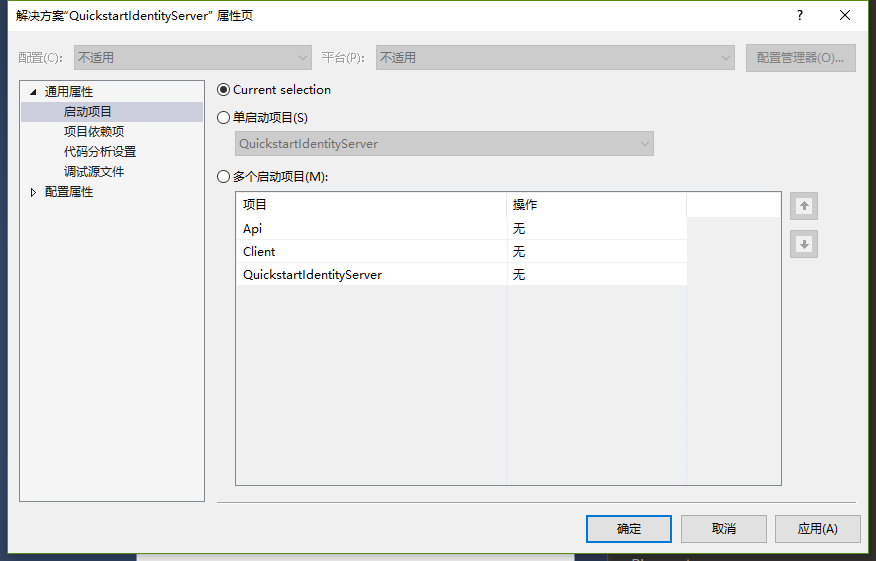 解决方案“QuickstartIdentityServer” 属性页
?
配置(C):
不适用
平台(P):
不适用
配置管理器(O)...
通用属性
启动项目
项目依赖项
代码分析设置
调试源文件
配置属性
Current selection
单启动项目(S)
QuickstartIdentityServer
多个启动项目(M):
项目 操作
Api 无
Client 无
QuickstartIdentityServer 无
确定
取消
应用(A)